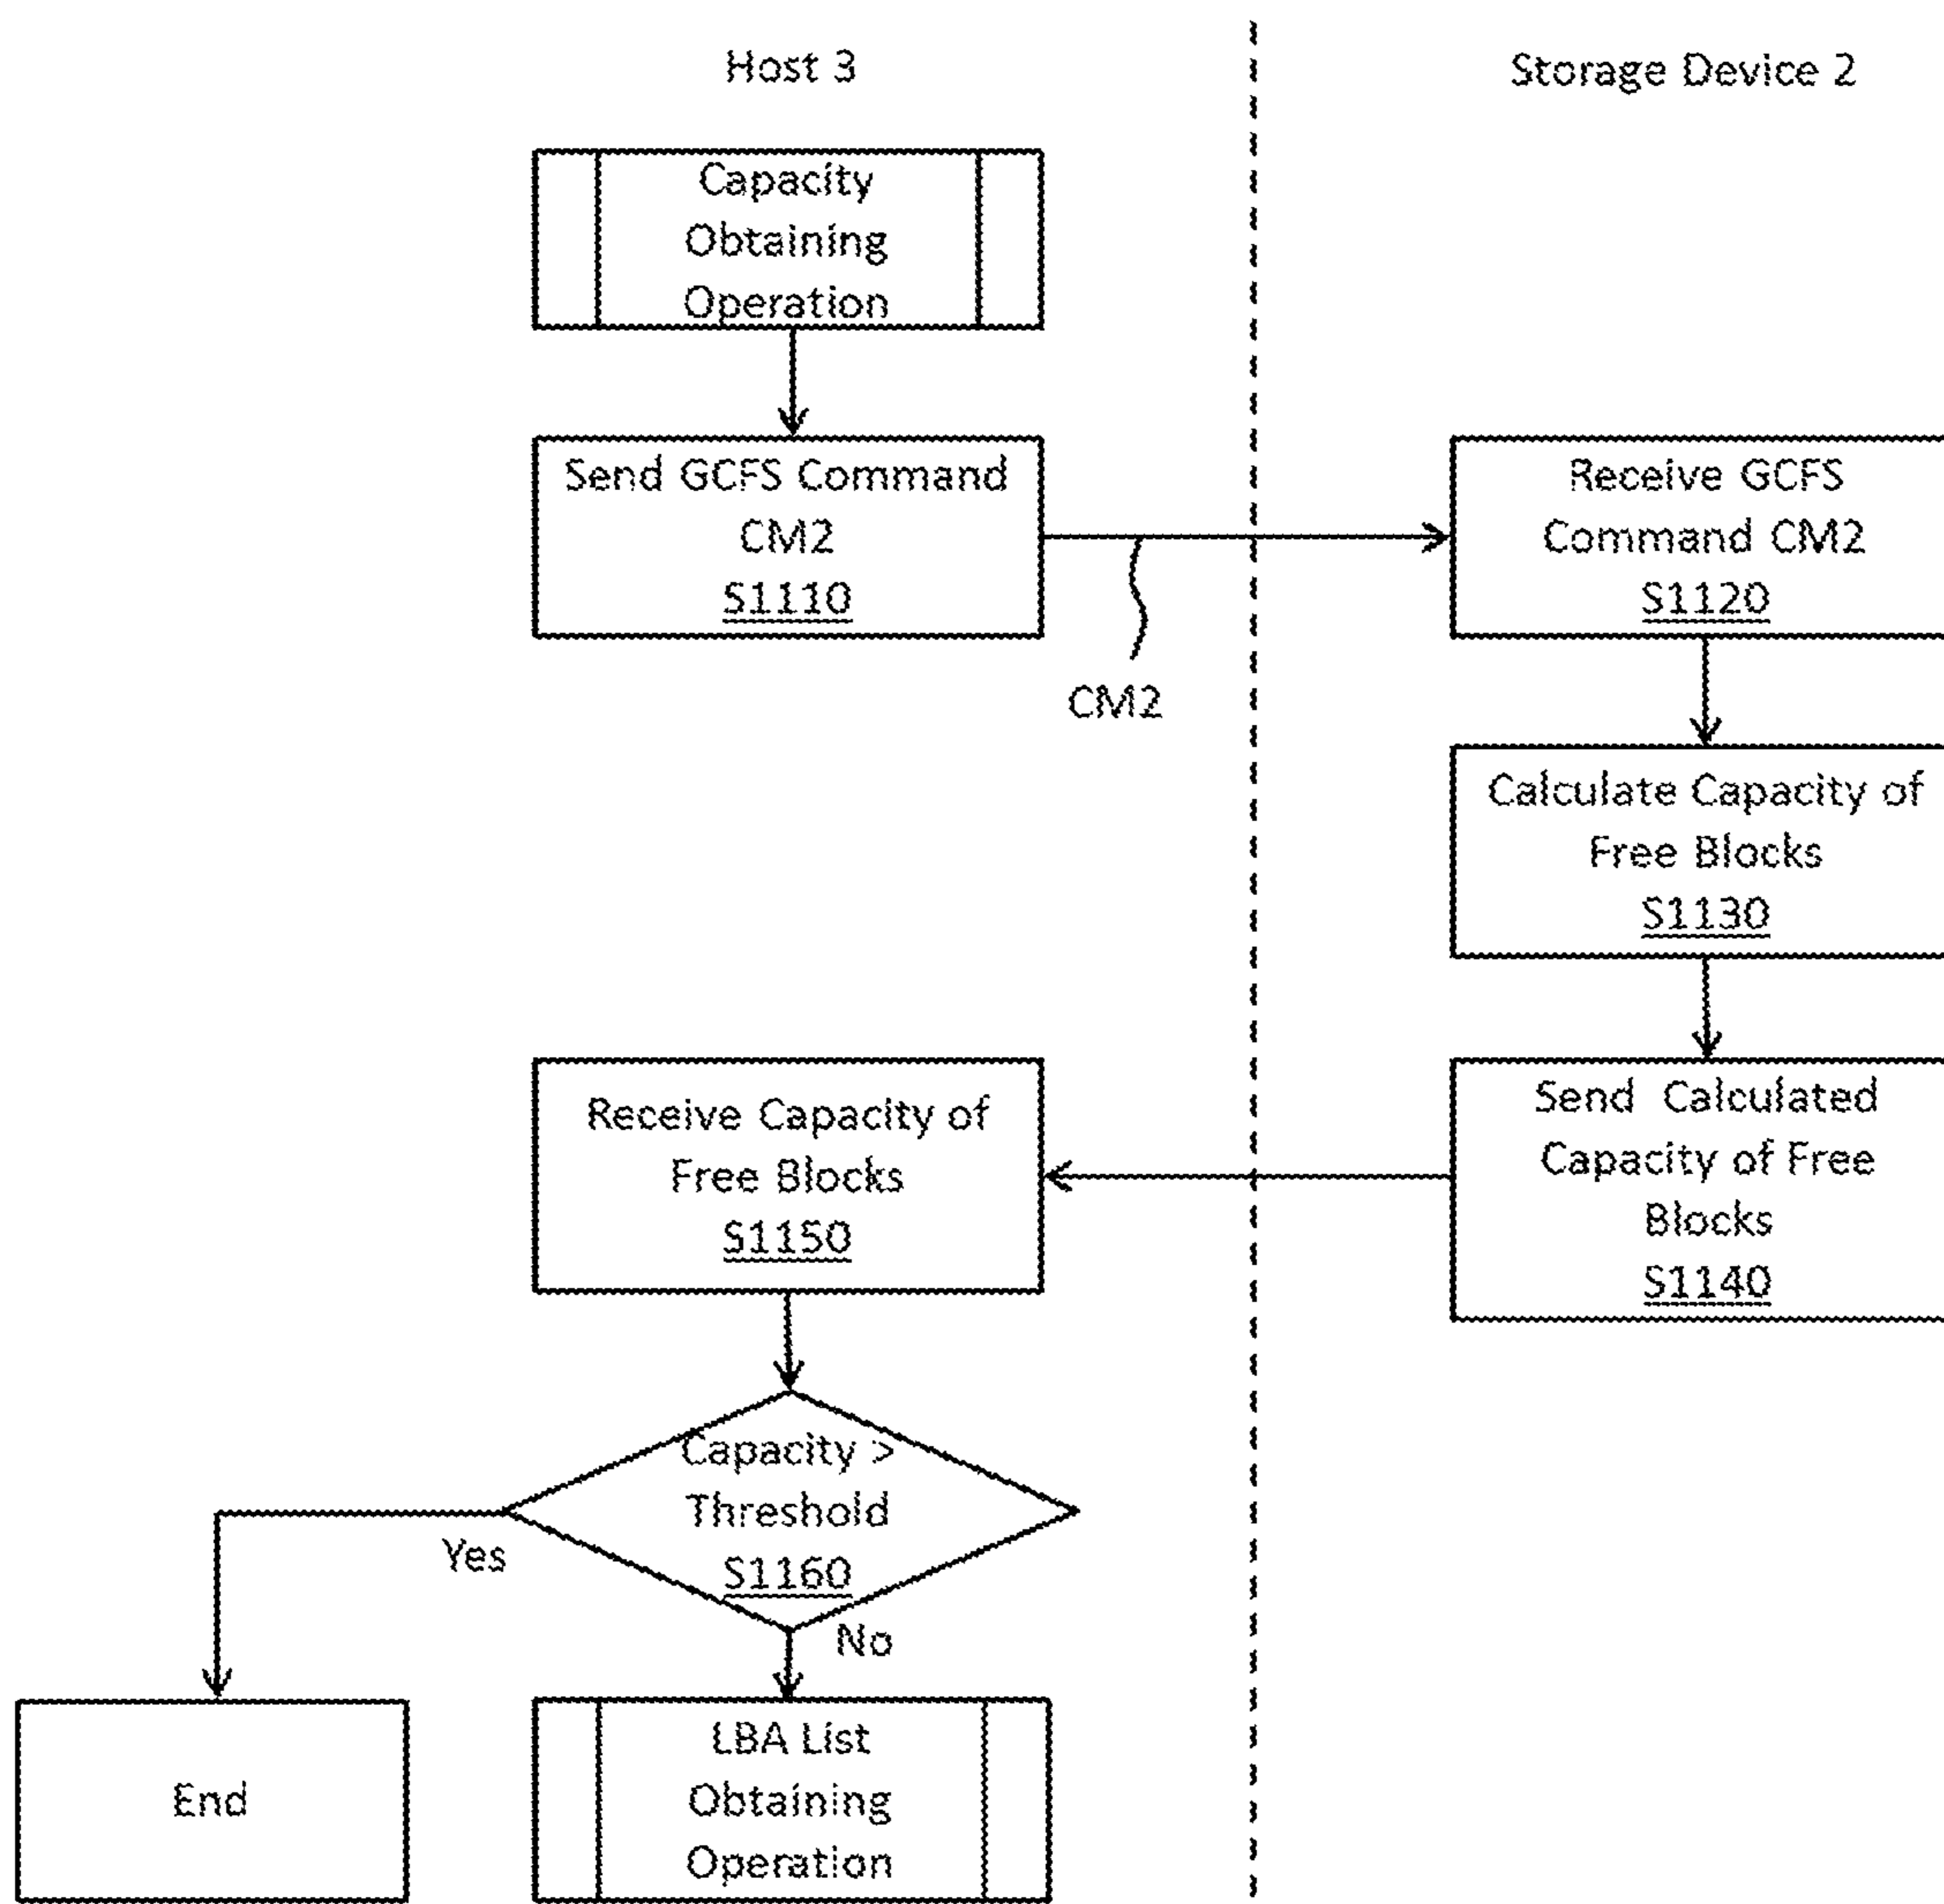 Host 3
Storage Device 2
Capacity
Obtaining
Operation
Send GCFS Command
CM2
S1110
CM2
Receive GCFS
Command CM2
S1120
Calculate Capacity of
Free Blocks
S1130
Send Calculated
Capacity of Free
Blocks
S1140
Receive Capacity of
Free Blocks
S1150
Capacity >
Threshold
S1160
Yes
No
End
LBA List
Obtaining
Operation